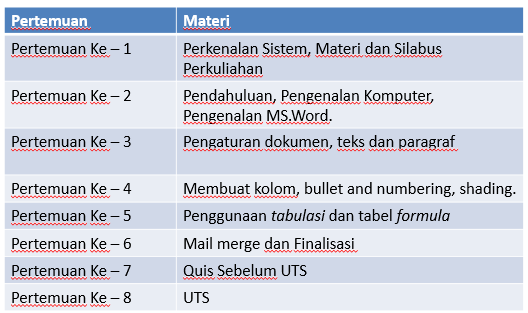 Pertemuan Materi
Pertemuan Ke – 1 Perkenalan Sistem, Materi dan Silabus
Perkuliahan
Pertemuan Ke – 2 Pendahuluan, Pengenalan Komputer,
Pengenalan MS.Word.
Pertemuan Ke – 3 Pengaturan dokumen, teks dan paragraf
Pertemuan Ke – 4 Membuat kolom, bullet and numbering, shading.
Pertemuan Ke – 5 Penggunaan tabulasi dan tabel formula
Pertemuan Ke – 6 Mail merge dan Finalisasi
Pertemuan Ke – 7 Quis Sebelum UTS
Pertemuan Ke – 8 UTS